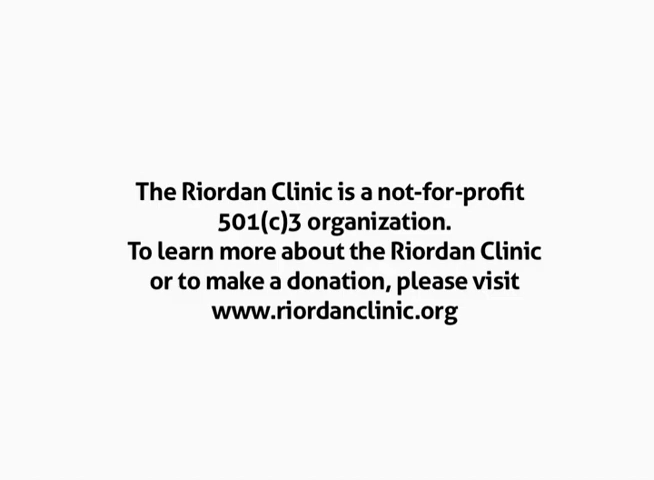 The Riordan Clinic is a not-for-profit
501(c)3 organization.
To learn more about the Riordan Clinic
or to make a donation, please visit
www.riordanclinic.org